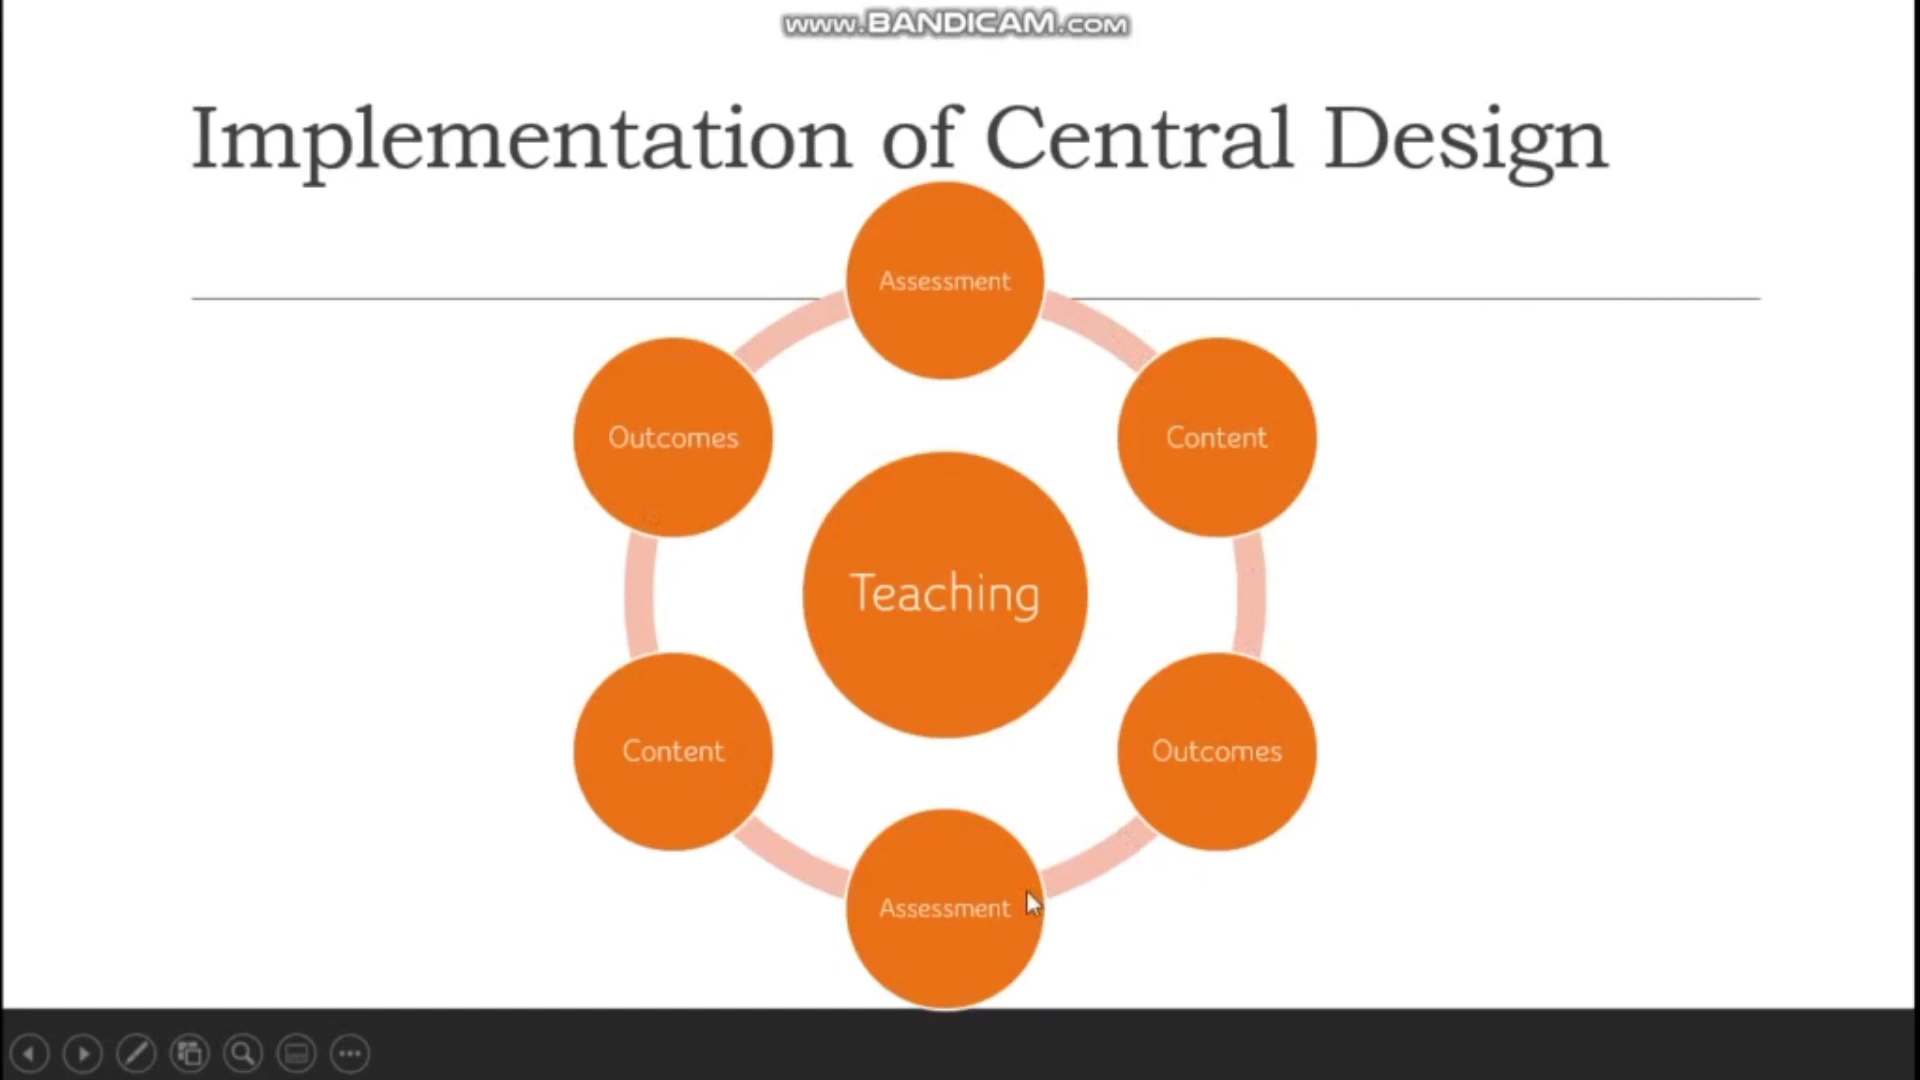 www.BANDICAM.com
Implementation of Central Design
Assessment
Outcomes
Content
Teaching
Content
Outcomes
Assessment